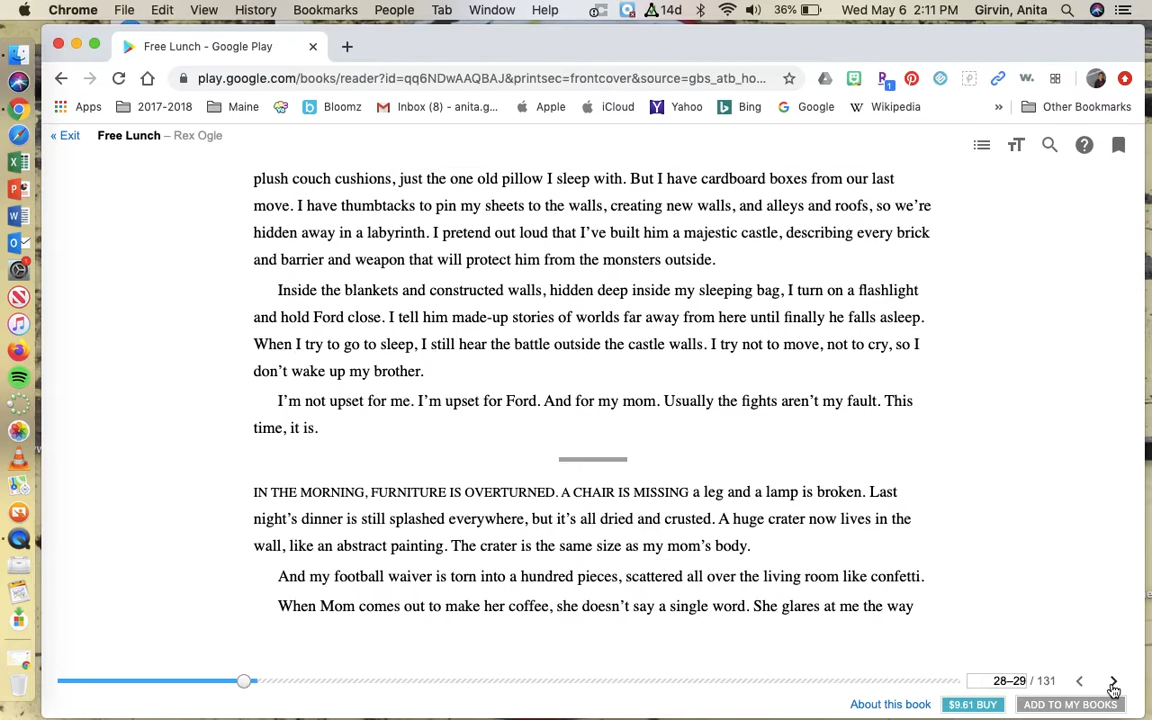 Chrome File Edit View History Bookmarks People Tab Window Help 14d 36% Wed May 6 2:11 PM Girvin, Anita
Free Lunch - Google Play
play.google.com/books/reader?id=qq6NDwAAQBAJ&printsec=frontcover&source=gbs_atb_ho...
Apps 2017-2018 Maine Bloomz Inbox (8) - anita.g... Apple iCloud Yahoo Bing Google Wikipedia » Other Bookmarks
« Exit Free Lunch – Rex Ogle
plush couch cushions, just the one old pillow I sleep with. But I have cardboard boxes from our last
move. I have thumbtacks to pin my sheets to the walls, creating new walls, and alleys and roofs, so we’re
hidden away in a labyrinth. I pretend out loud that I’ve built him a majestic castle, describing every brick
and barrier and weapon that will protect him from the monsters outside.
Inside the blankets and constructed walls, hidden deep inside my sleeping bag, I turn on a flashlight
and hold Ford close. I tell him made-up stories of worlds far away from here until finally he falls asleep.
When I try to go to sleep, I still hear the battle outside the castle walls. I try not to move, not to cry, so I
don’t wake up my brother.
I’m not upset for me. I’m upset for Ford. And for my mom. Usually the fights aren’t my fault. This
time, it is.
IN THE MORNING, FURNITURE IS OVERTURNED. A CHAIR IS MISSING a leg and a lamp is broken. Last
night’s dinner is still splashed everywhere, but it’s all dried and crusted. A huge crater now lives in the
wall, like an abstract painting. The crater is the same size as my mom’s body.
And my football waiver is torn into a hundred pieces, scattered all over the living room like confetti.
When Mom comes out to make her coffee, she doesn’t say a single word. She glares at me the way
28–29 / 131
About this book $9.61 BUY ADD TO MY BOOKS